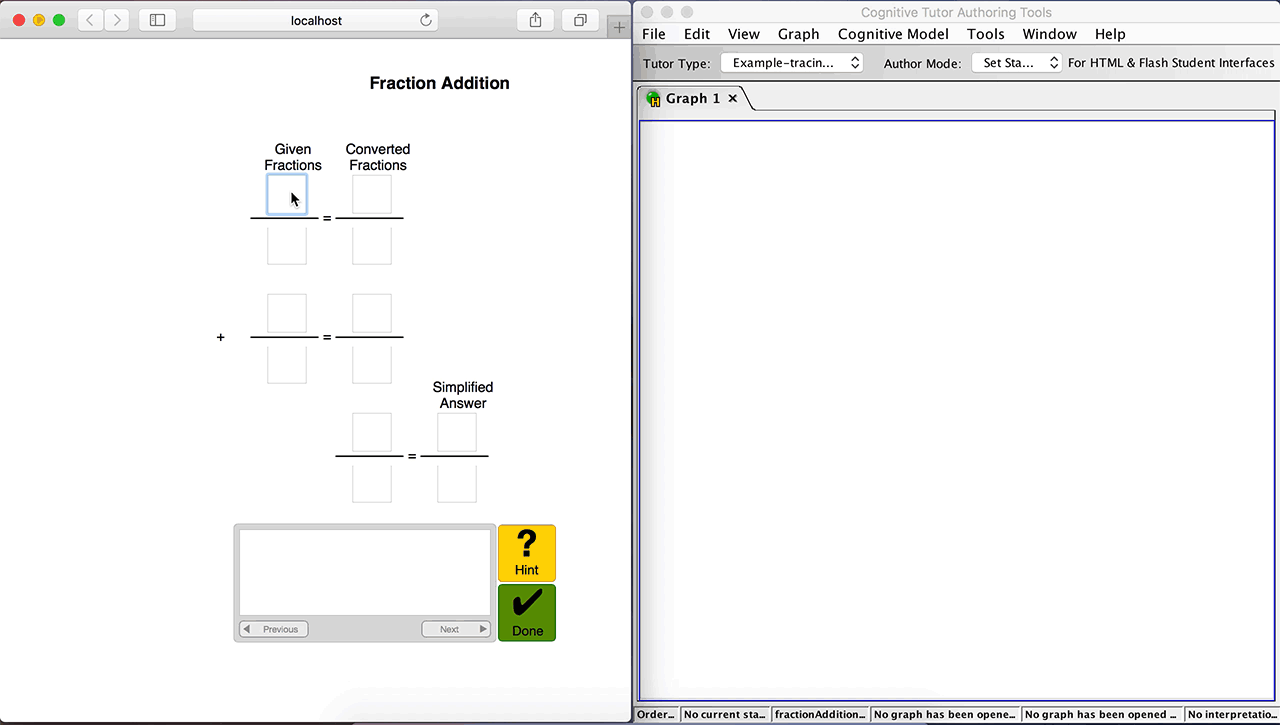 localhost
Fraction Addition
Given
Fractions
Converted
Fractions
=
+
=
Simplified
Answer
=
Previous
Next
?
Hint
Done
Cognitive Tutor Authoring Tools
File Edit View Graph Cognitive Model Tools Window Help
Tutor Type: Example-tracin... Author Mode: Set Sta... For HTML & Flash Student Interfaces
H Graph 1 ×
Order... No current sta... fractionAddition... No graph has been opene... No graph has been opened ... No interpretatio...